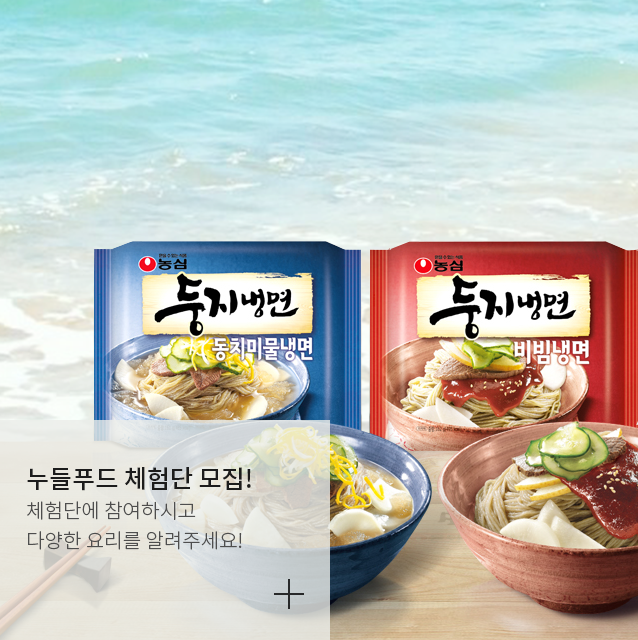 농심
둥지냉면
동치미물냉면
농심
둥지냉면
비빔냉면
누들푸드 체험단 모집!
체험단에 참여하시고
다양한 요리를 알려주세요!